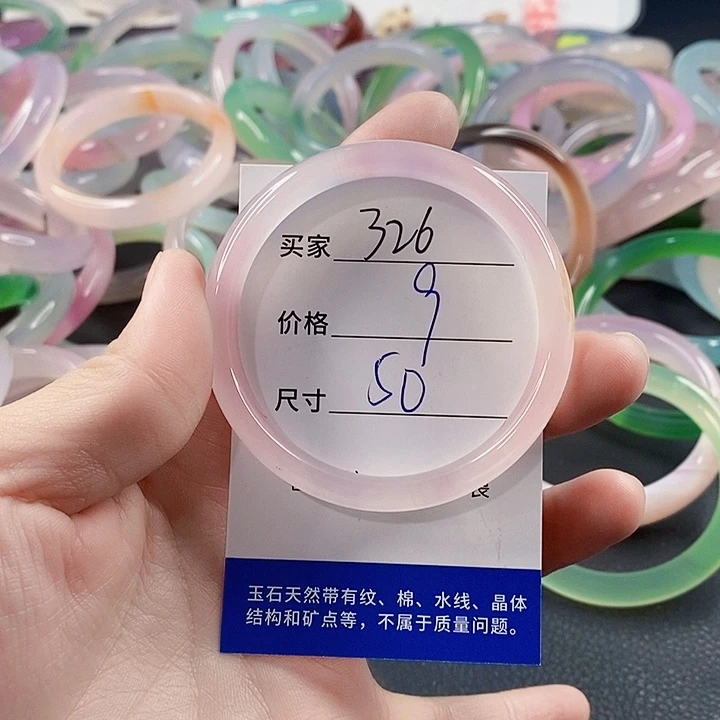 买家 326
价格 9
尺寸 50
玉石天然带有纹、棉、水线、晶体
结构和矿点等，不属于质量问题。